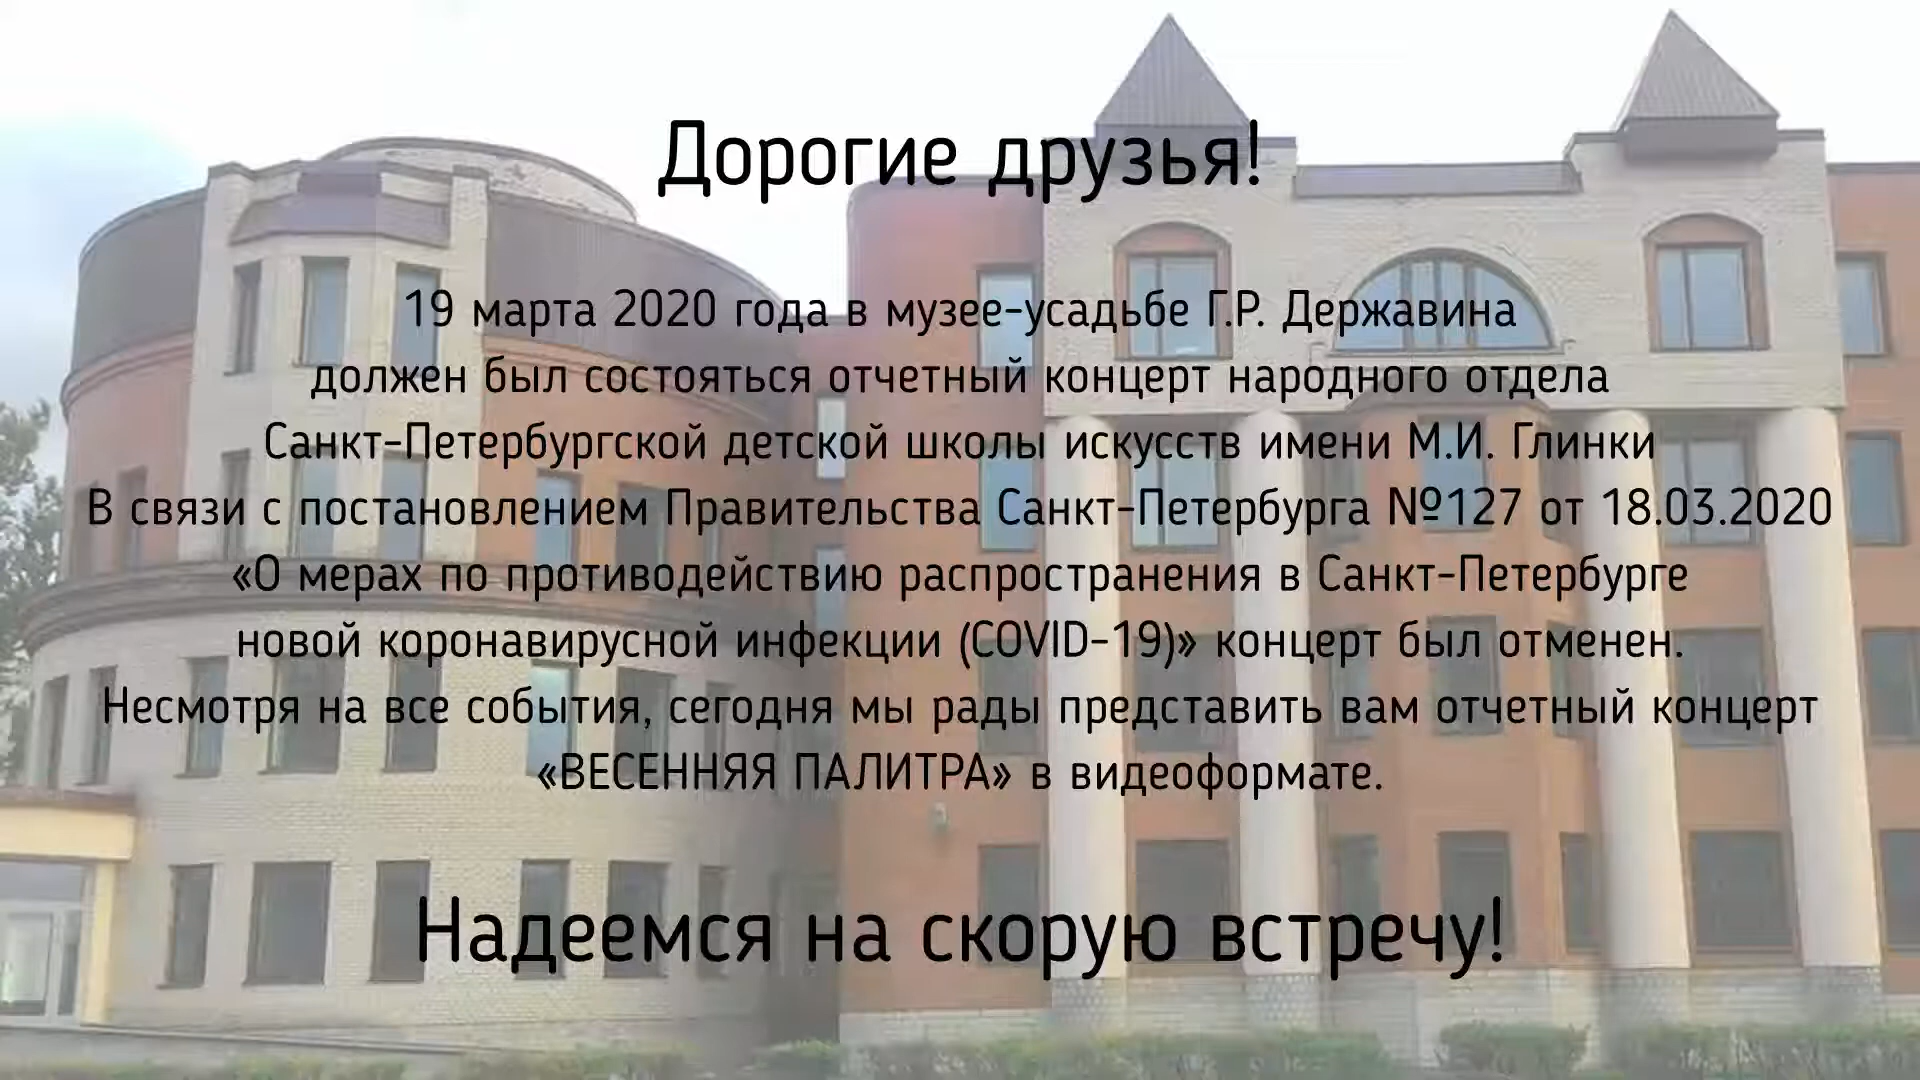 Дорогие друзья!
19 марта 2020 года в музее-усадьбе Г.Р. Державина
должен был состояться отчетный концерт народного отдела
Санкт-Петербургской детской школы искусств имени М.И. Глинки
В связи с постановлением Правительства Санкт-Петербурга №127 от 18.03.2020
«О мерах по противодействию распространения в Санкт-Петербурге
новой коронавирусной инфекции (COVID-19)» концерт был отменен.
Несмотря на все события, сегодня мы рады представить вам отчетный концерт
«ВЕСЕННЯЯ ПАЛИТРА» в видеоформате.
Надеемся на скорую встречу!